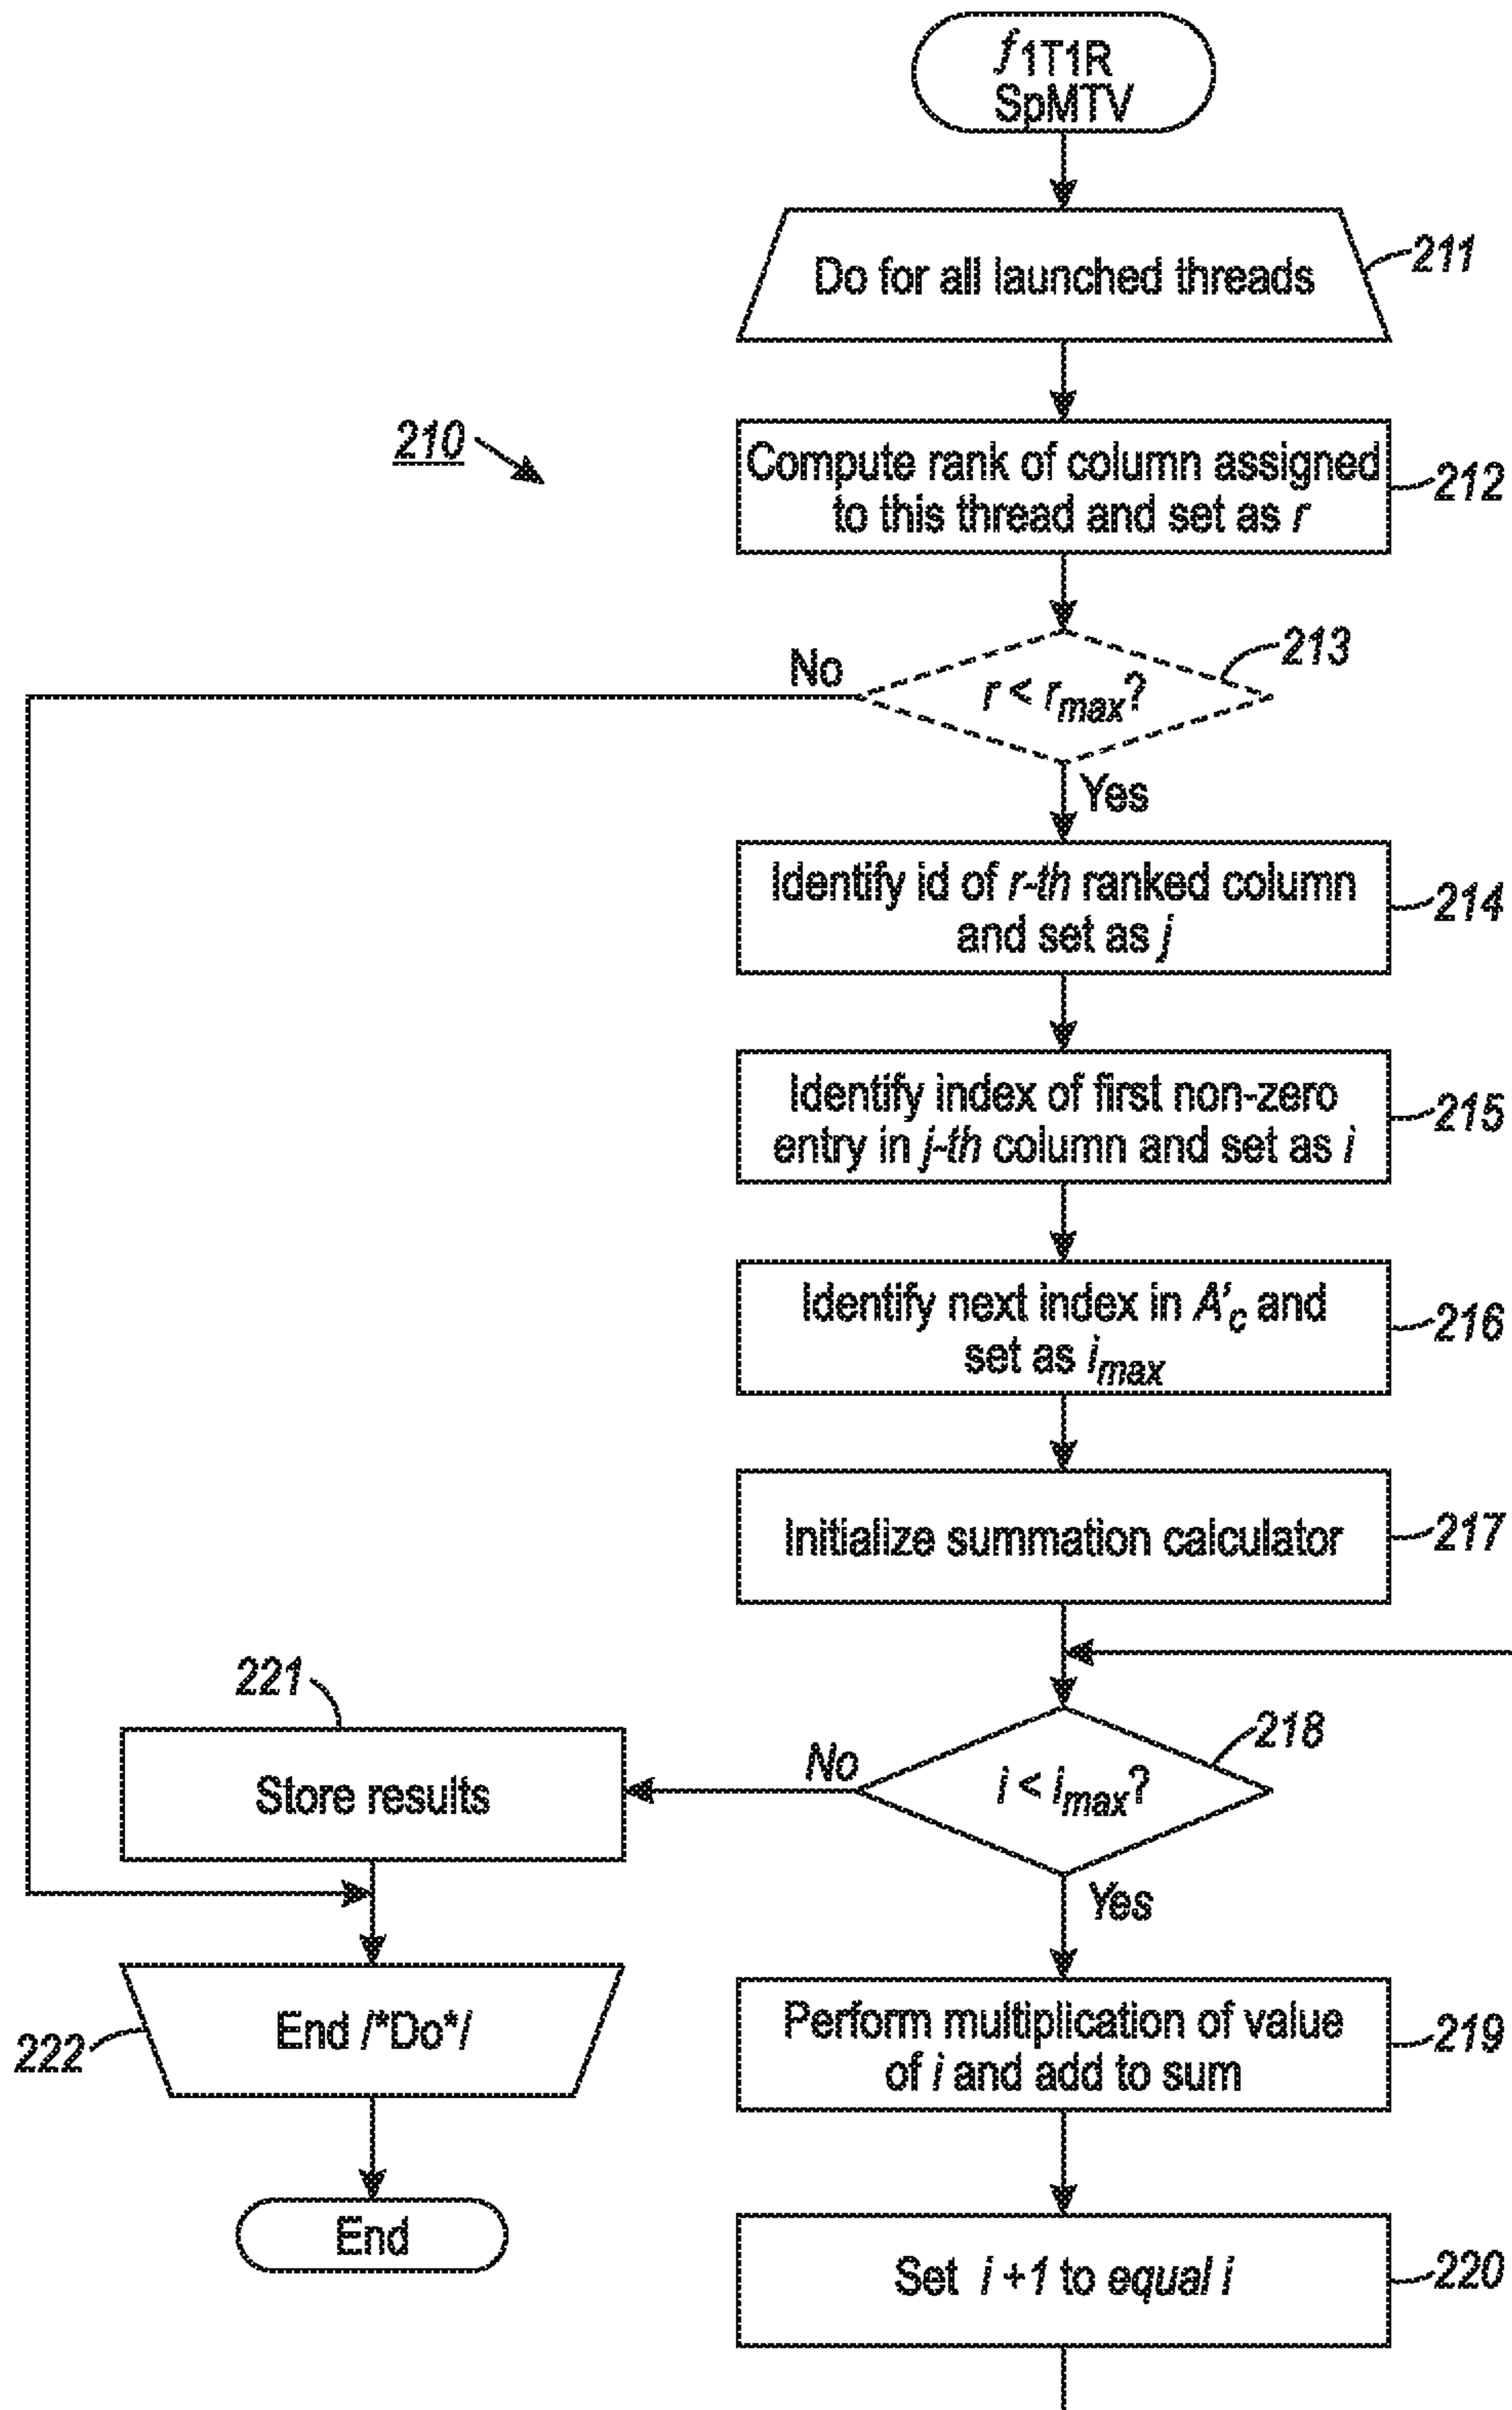 f1T1R
SpMTV
Do for all launched threads
211
210
Compute rank of column assigned
to this thread and set as r
212
213
No
r < rmax?
Yes
Identify id of r-th ranked column
and set as j
214
Identify index of first non-zero
entry in j-th column and set as i
215
Identify next index in A'c and
set as imax
216
Initialize summation calculator
217
221
218
Store results
No
i < imax?
Yes
222
End /*Do*/
Perform multiplication of value
of i and add to sum
219
End
Set i +1 to equal i
220